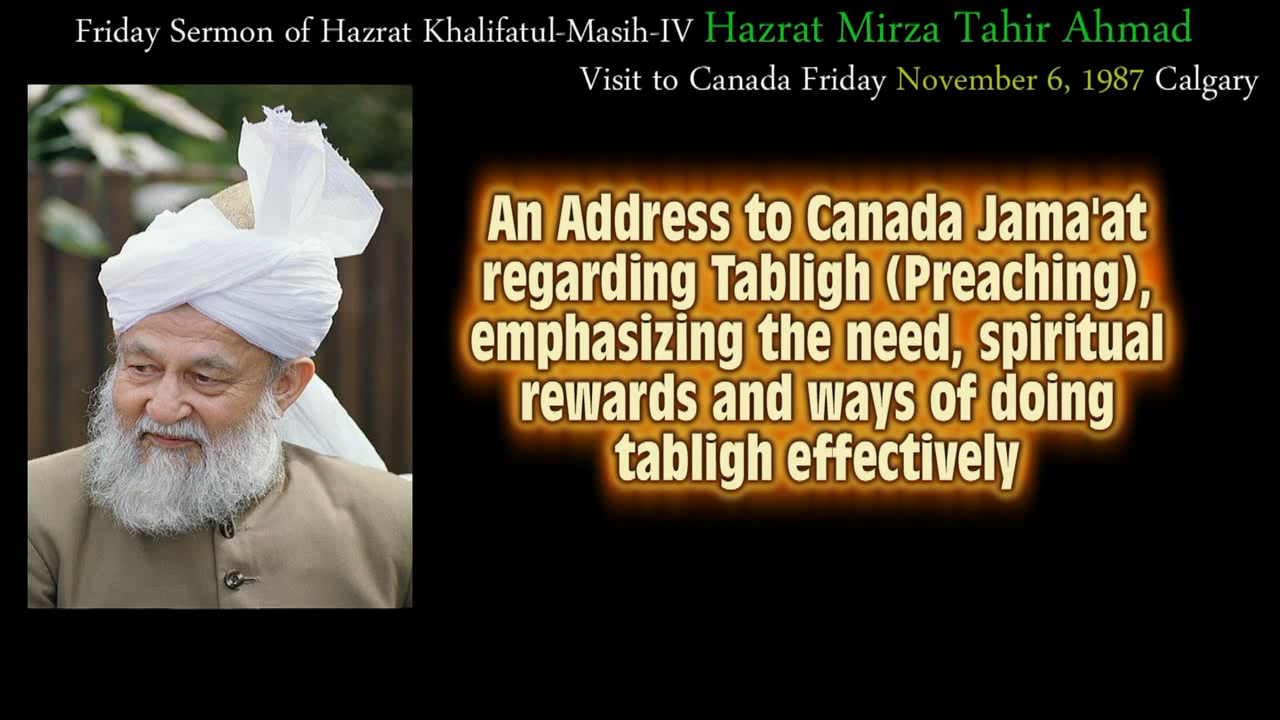 Friday Sermon of Hazrat Khalifatul-Masih-IV Hazrat Mirza Tahir Ahmad
Visit to Canada Friday November 6, 1987 Calgary
An Address to Canada Jama'at
regarding Tabligh (Preaching),
emphasizing the need, spiritual
rewards and ways of doing
tabligh effectively